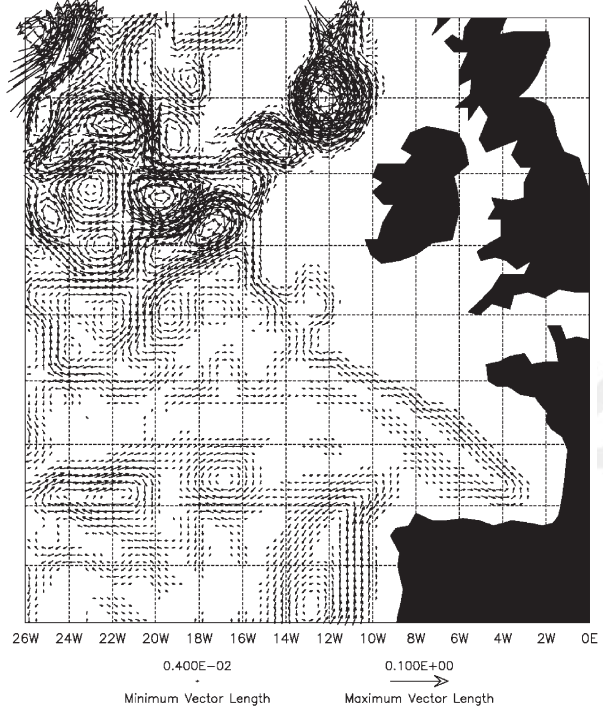 26W 24W 22W 20W 18W 16W 14W 12W 10W 8W 6W 4W 2W 0E
0.400E-02 0.100E+00
Minimum Vector Length Maximum Vector Length